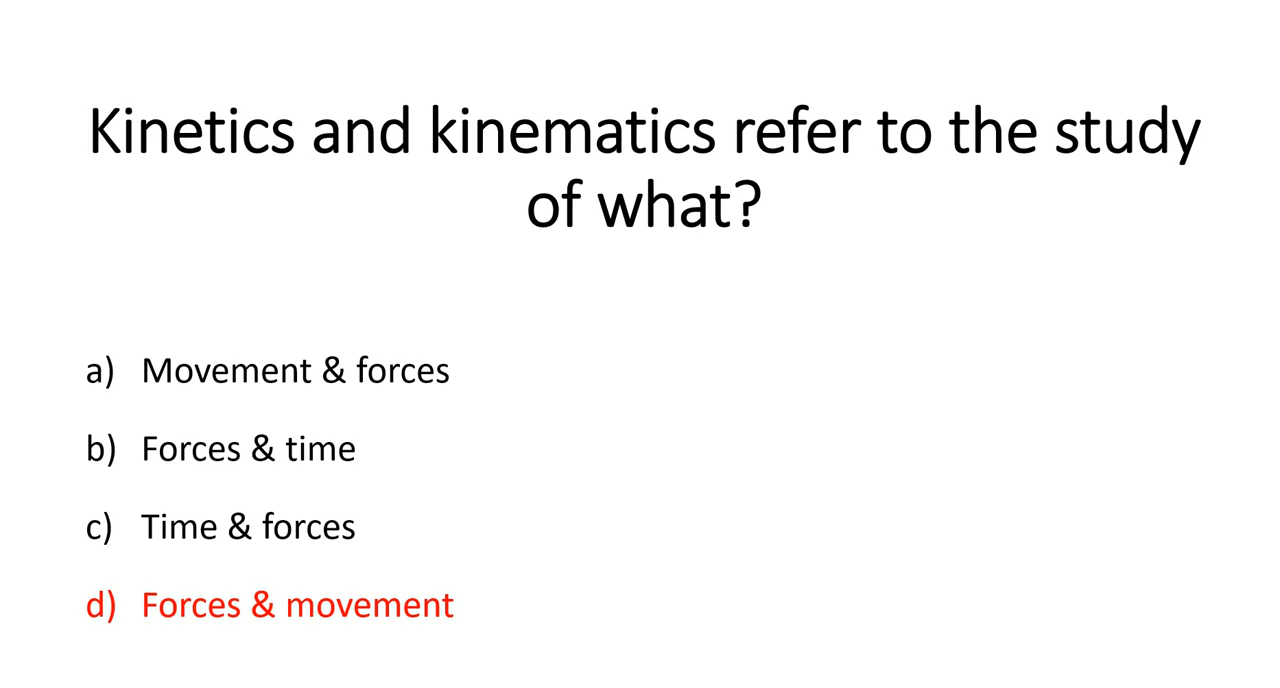 Kinetics and kinematics refer to the study
of what?
a) Movement & forces
b) Forces & time
c) Time & forces
d) Forces & movement